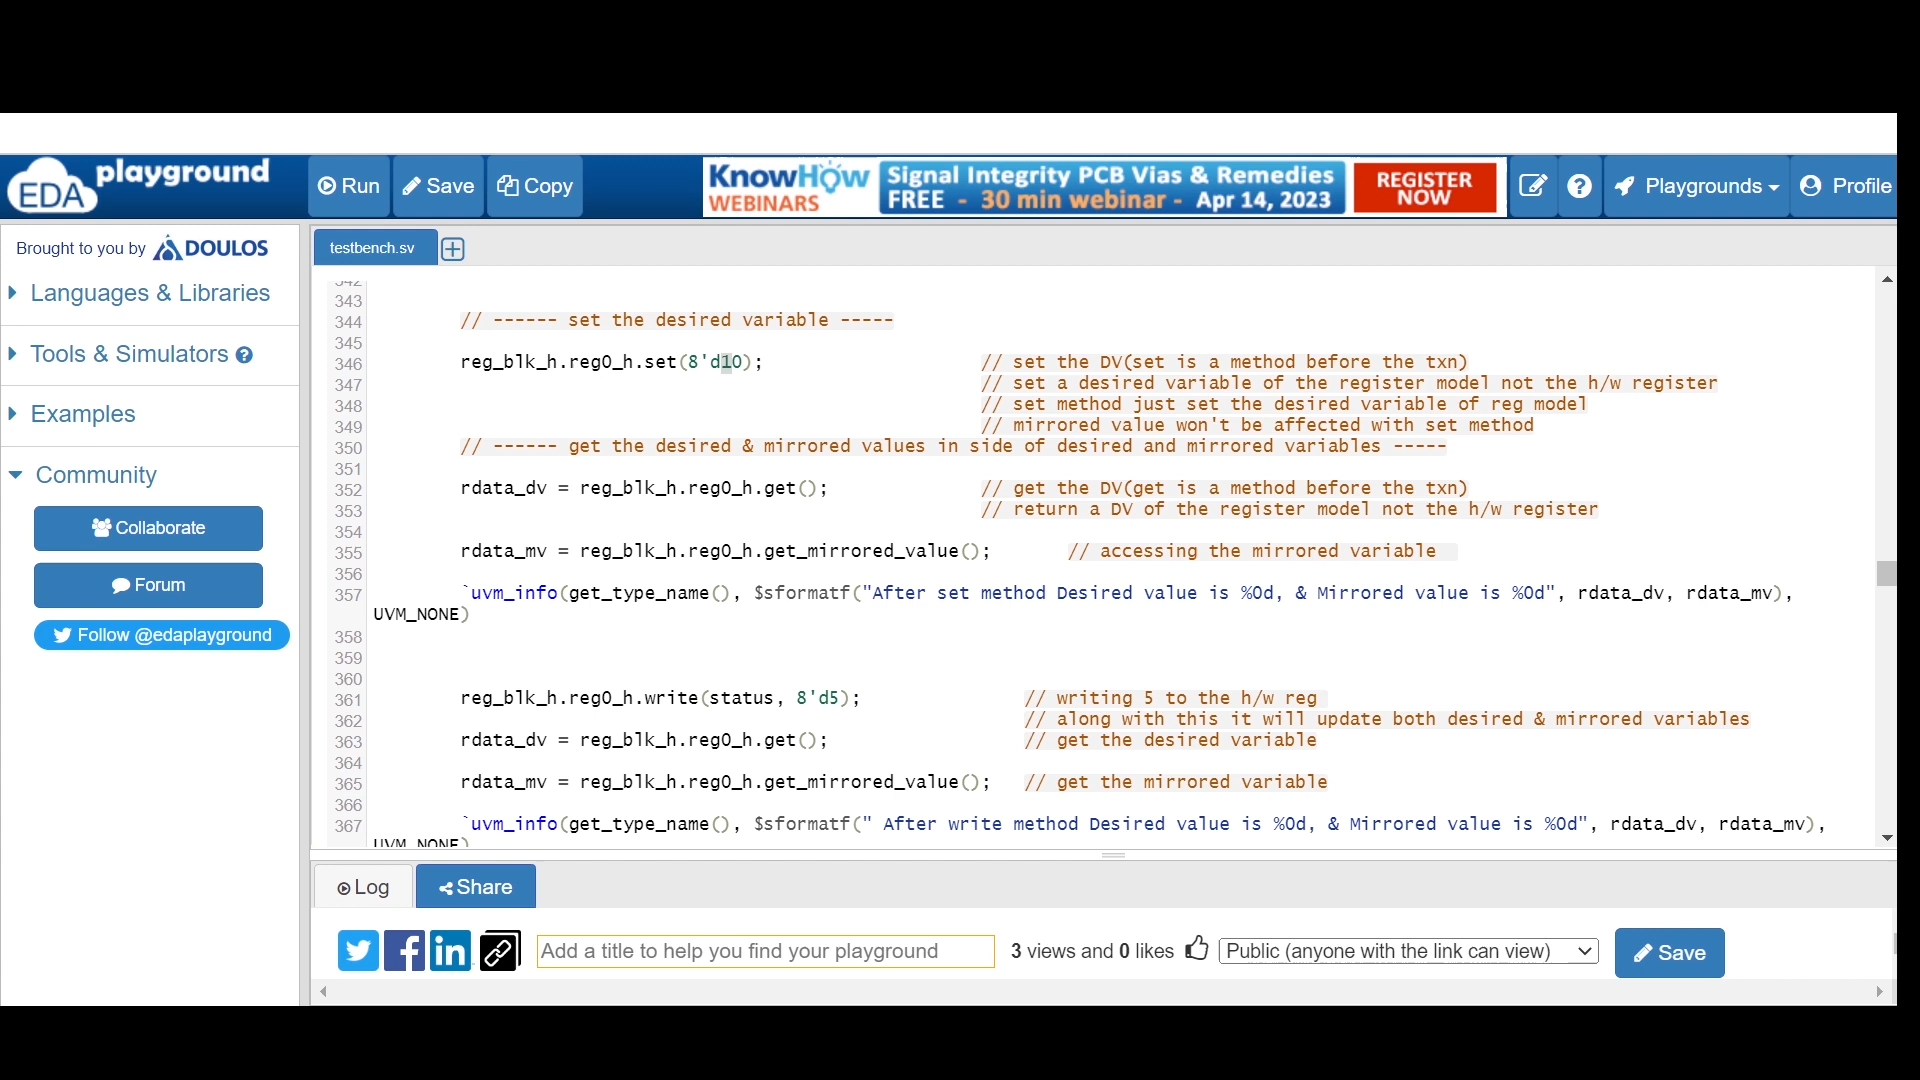 EDA playground
Run
Save
Copy
KnowHow
WEBINARS
Signal Integrity PCB Vias & Remedies
FREE - 30 min webinar - Apr 14, 2023
REGISTER
NOW
Playgrounds
Profile
Brought to you by DOULOS
Languages & Libraries
Tools & Simulators
Examples
Community
Collaborate
Forum
Follow @edaplayground
testbench.sv
342
343
344 // ------ set the desired variable -----
345
346 reg_blk_h.reg0_h.set(8'd10); // set the DV(set is a method before the txn)
347 // set a desired variable of the register model not the h/w register
348 // set method just set the desired variable of reg model
349 // mirrored value won't be affected with set method
350 // ------ get the desired & mirrored values in side of desired and mirrored variables -----
351
352 rdata_dv = reg_blk_h.reg0_h.get(); // get the DV(get is a method before the txn)
353 // return a DV of the register model not the h/w register
354
355 rdata_mv = reg_blk_h.reg0_h.get_mirrored_value(); // accessing the mirrored variable
356
357 `uvm_info(get_type_name(), $sformatf("After set method Desired value is %0d, & Mirrored value is %0d", rdata_dv, rdata_mv),
UVM_NONE)
358
359
360
361 reg_blk_h.reg0_h.write(status, 8'd5); // writing 5 to the h/w reg
362 // along with this it will update both desired & mirrored variables
363 rdata_dv = reg_blk_h.reg0_h.get(); // get the desired variable
364
365 rdata_mv = reg_blk_h.reg0_h.get_mirrored_value(); // get the mirrored variable
366
367 `uvm_info(get_type_name(), $sformatf(" After write method Desired value is %0d, & Mirrored value is %0d", rdata_dv, rdata_mv),
UVM_NONE)
Log
Share
Add a title to help you find your playground
3 views and 0 likes
Public (anyone with the link can view)
Save